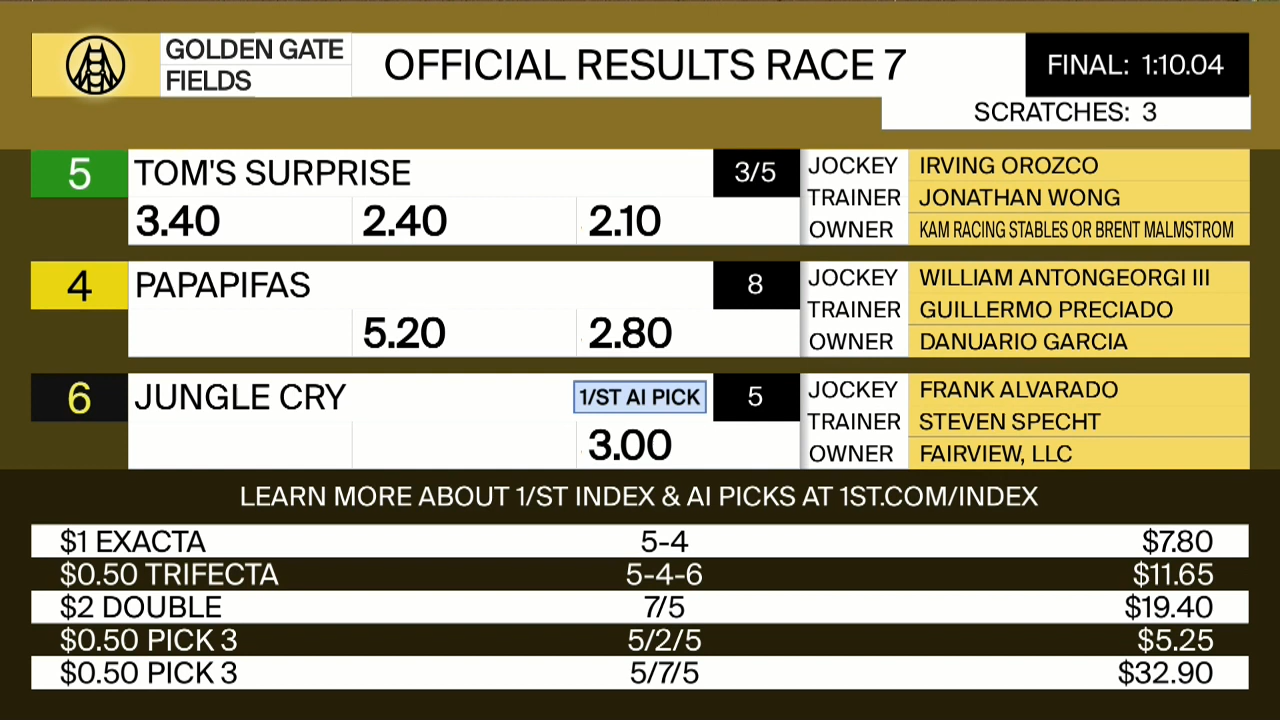 GOLDEN GATE
FIELDS
OFFICIAL RESULTS RACE 7
FINAL: 1:10.04
SCRATCHES: 3
5 TOM'S SURPRISE 3/5
3.40 2.40 2.10
JOCKEY IRVING OROZCO
TRAINER JONATHAN WONG
OWNER KAM RACING STABLES OR BRENT MALMSTROM
4 PAPAPIFAS 8
5.20 2.80
JOCKEY WILLIAM ANTONGEORGI III
TRAINER GUILLERMO PRECIADO
OWNER DANUARIO GARCIA
6 JUNGLE CRY 1/ST AI PICK 5
3.00
JOCKEY FRANK ALVARADO
TRAINER STEVEN SPECHT
OWNER FAIRVIEW, LLC
LEARN MORE ABOUT 1/ST INDEX & AI PICKS AT 1ST.COM/INDEX
$1 EXACTA 5-4 $7.80
$0.50 TRIFECTA 5-4-6 $11.65
$2 DOUBLE 7/5 $19.40
$0.50 PICK 3 5/2/5 $5.25
$0.50 PICK 3 5/7/5 $32.90